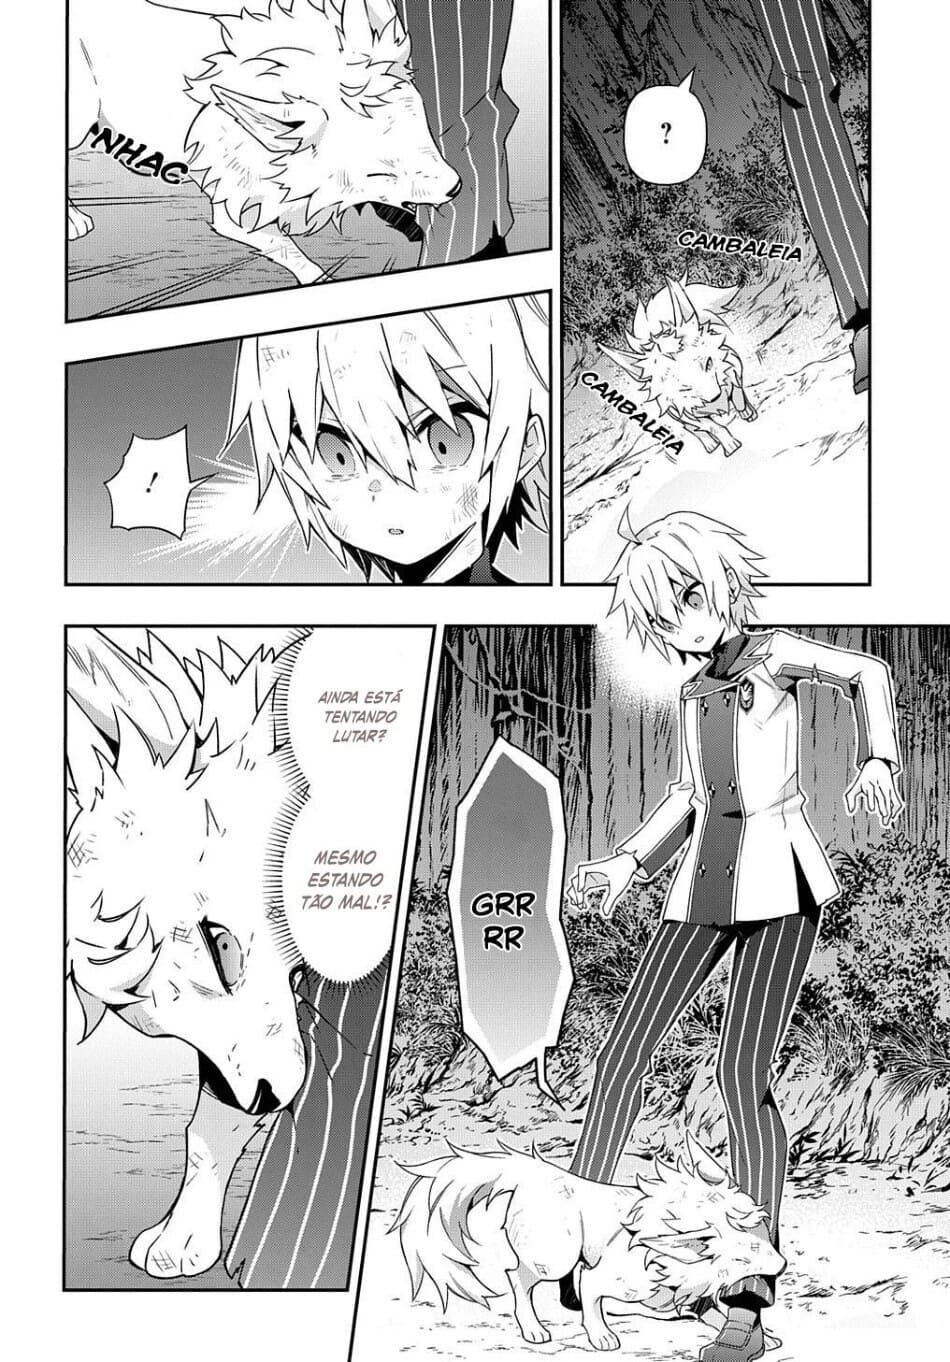 ?
CAMBALEIA
CAMBALEIA
NHAC
!
GRR
RR
AINDA ESTÁ
TENTANDO
LUTAR?
MESMO
ESTANDO
TÃO MAL!?